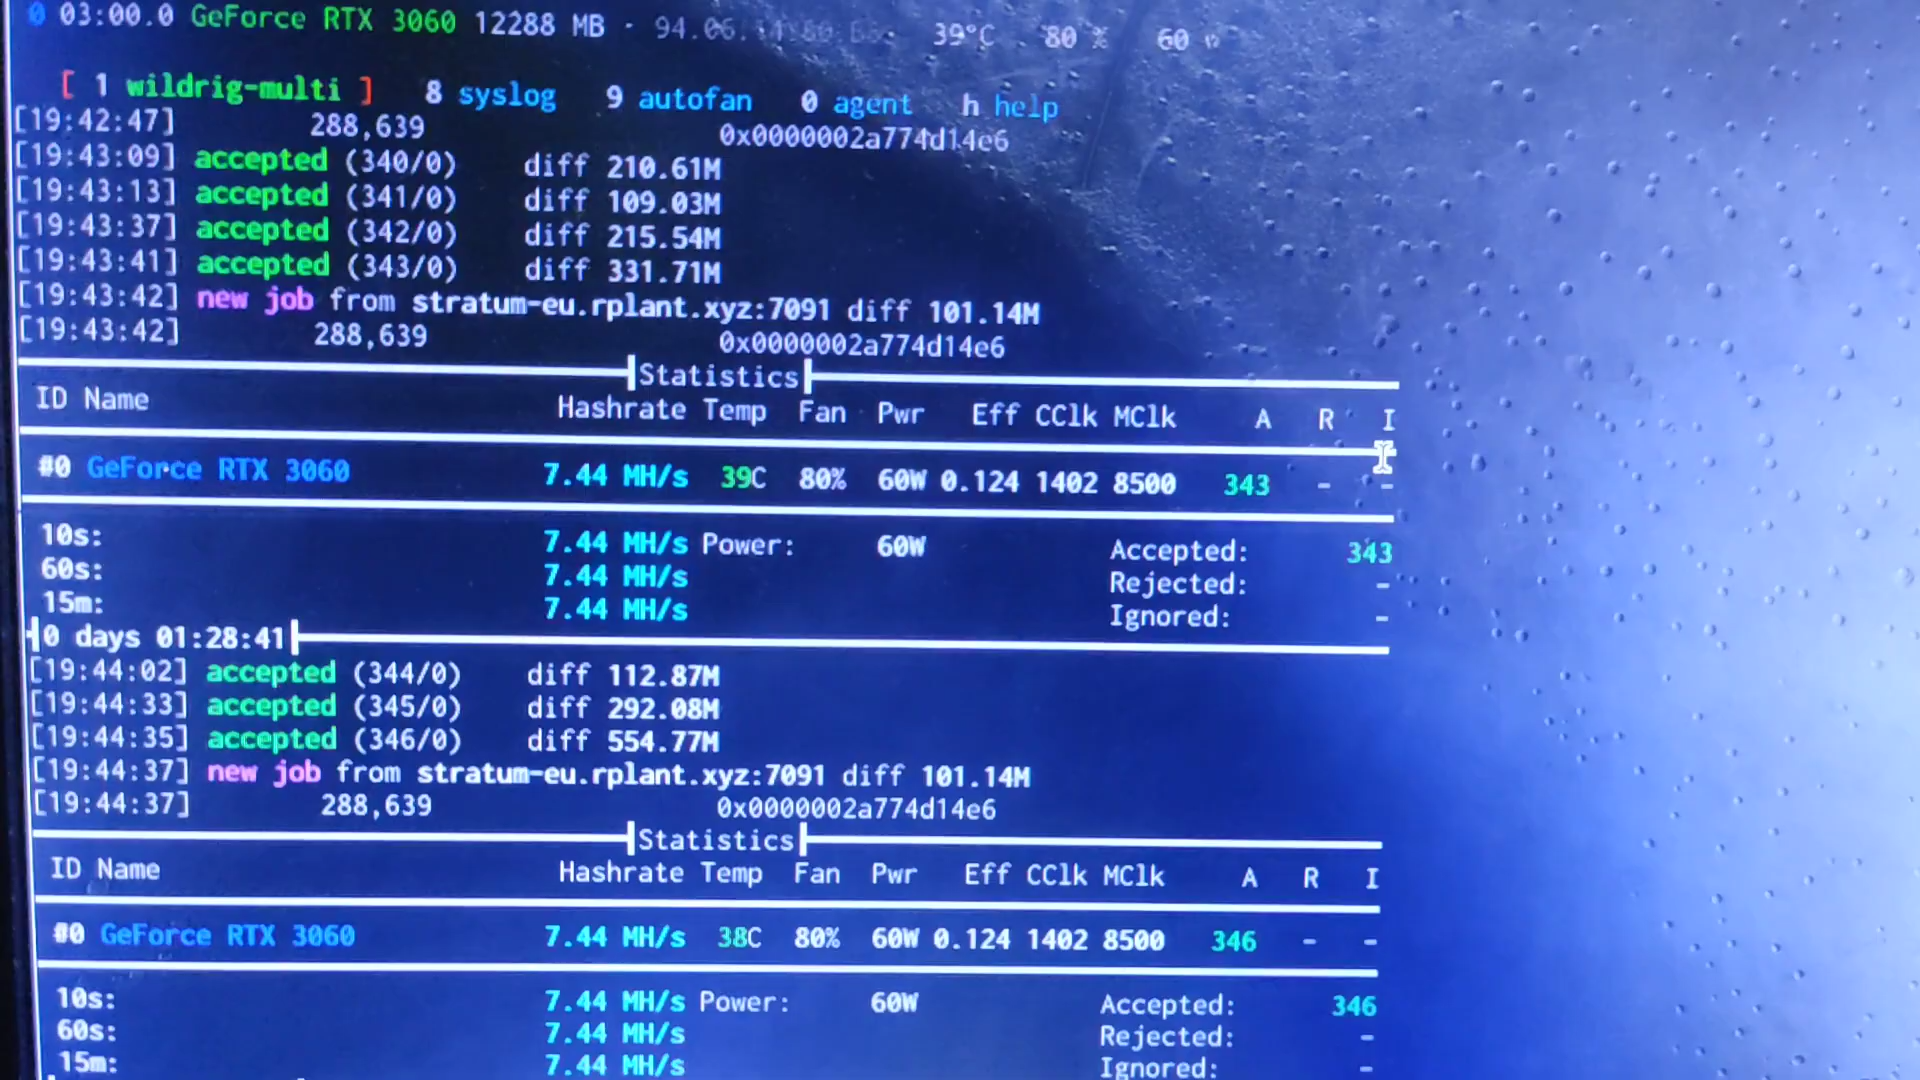 0 03:00.0 GeForce RTX 3060 12288 MB · 39°C 80 % 60
[ 1 wildrig-multi ] 8 syslog 9 autofan 0 agent h help
[19:42:47] 288,639 0x0000002a774d14e6
[19:43:09] accepted (340/0) diff 210.61M
[19:43:13] accepted (341/0) diff 109.03M
[19:43:37] accepted (342/0) diff 215.54M
[19:43:41] accepted (343/0) diff 331.71M
[19:43:42] new job from stratum-eu.rplant.xyz:7091 diff 101.14M
[19:43:42] 288,639 0x0000002a774d14e6
Statistics
ID Name Hashrate Temp Fan Pwr Eff CClk MClk A R I
#0 GeForce RTX 3060 7.44 MH/s 39C 80% 60W 0.124 1402 8500 343 - -
10s: 7.44 MH/s Power: 60W Accepted: 343
60s: 7.44 MH/s Rejected: -
15m: 7.44 MH/s Ignored: -
0 days 01:28:41
[19:44:02] accepted (344/0) diff 112.87M
[19:44:33] accepted (345/0) diff 292.08M
[19:44:35] accepted (346/0) diff 554.77M
[19:44:37] new job from stratum-eu.rplant.xyz:7091 diff 101.14M
[19:44:37] 288,639 0x0000002a774d14e6
Statistics
ID Name Hashrate Temp Fan Pwr Eff CClk MClk A R I
#0 GeForce RTX 3060 7.44 MH/s 38C 80% 60W 0.124 1402 8500 346 - -
10s: 7.44 MH/s Power: 60W Accepted: 346
60s: 7.44 MH/s Rejected: -
15m: 7.44 MH/s Ignored: -